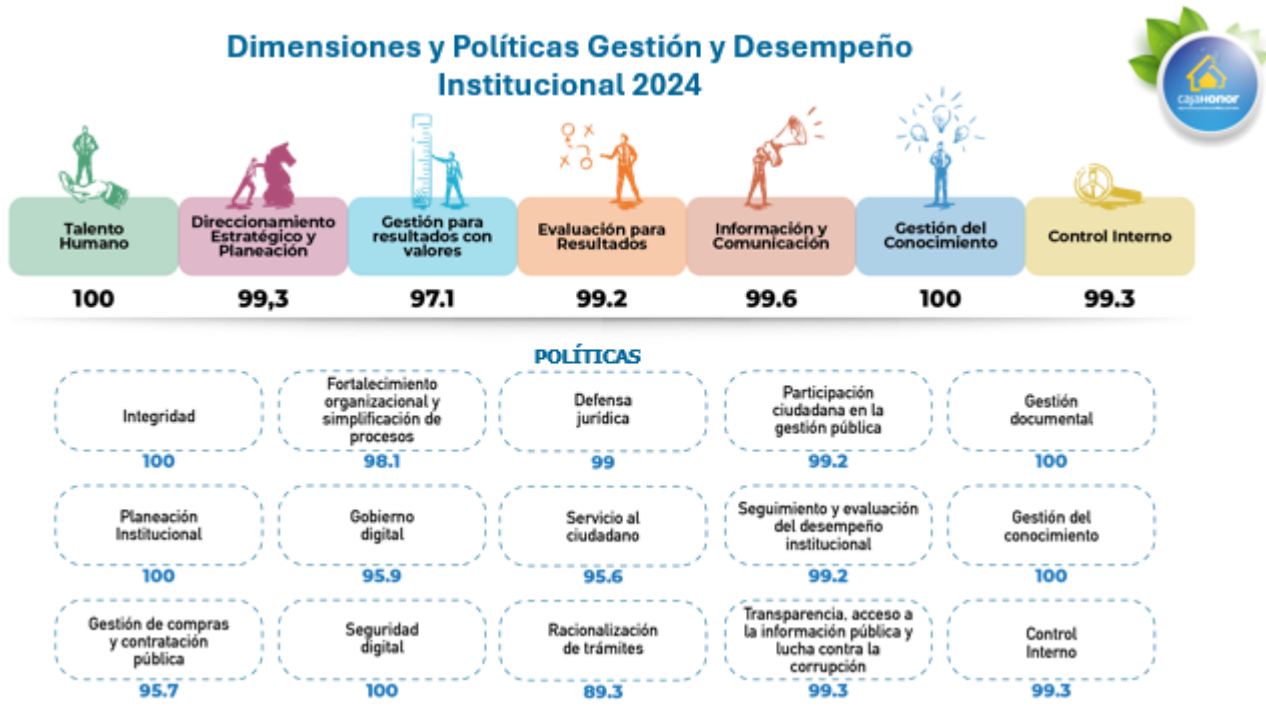 Dimensiones y Políticas Gestión y Desempeño
Institucional 2024
cajaHonor
Talento
Humano
Direccionamiento
Estratégico y
Planeación
Gestión para
resultados con
valores
Evaluación para
Resultados
Información y
Comunicación
Gestión del
Conocimiento
Control Interno
100
99,3
97.1
99.2
99.6
100
99.3
POLÍTICAS
Integridad
100
Fortalecimiento
organizacional y
simplificación de
procesos
98.1
Defensa
jurídica
99
Participación
ciudadana en la
gestión pública
99.2
Gestión
documental
100
Planeación
Institucional
100
Gobierno
digital
95.9
Servicio al
ciudadano
95.6
Seguimiento y evaluación
del desempeño
institucional
99.2
Gestión del
conocimiento
100
Gestión de compras
y contratación
pública
95.7
Seguridad
digital
100
Racionalización
de trámites
89.3
Transparencia, acceso a
la información pública y
lucha contra la
corrupción
99.3
Control
Interno
99.3